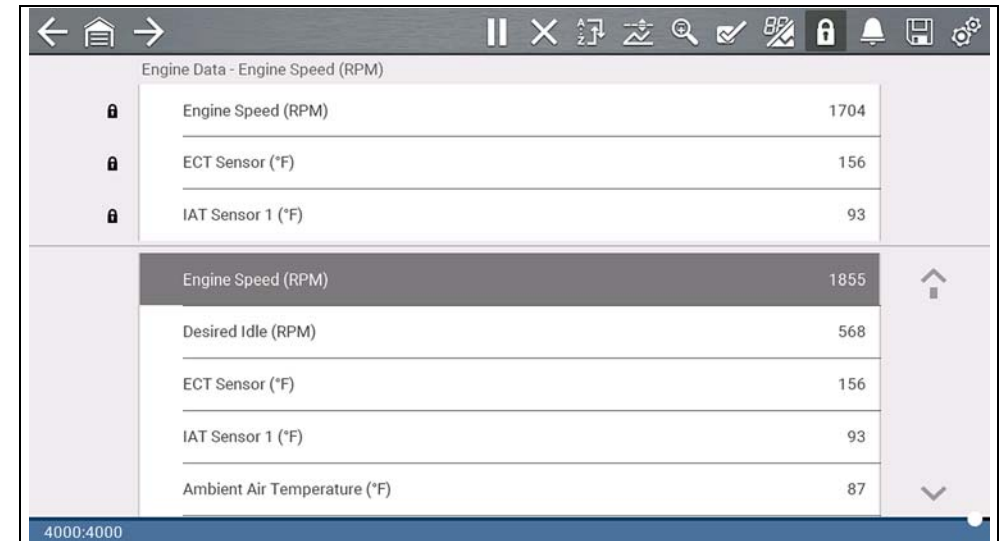 Engine Data - Engine Speed (RPM)
Engine Speed (RPM) 1704
ECT Sensor (°F) 156
IAT Sensor 1 (°F) 93
Engine Speed (RPM) 1855
Desired Idle (RPM) 568
ECT Sensor (°F) 156
IAT Sensor 1 (°F) 93
Ambient Air Temperature (°F) 87
4000:4000